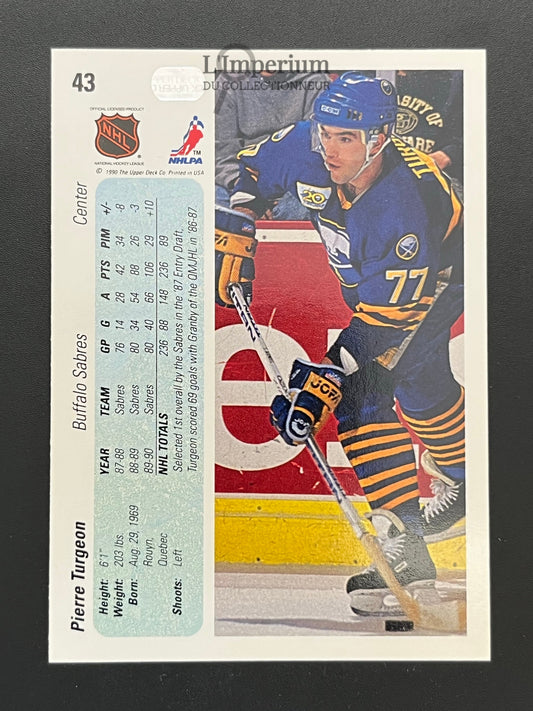 L'Imperium
DU COLLECTIONNEUR
43
OFFICIAL LICENSED PRODUCT
NHL
NATIONAL HOCKEY LEAGUE
TM
NHLPA
© 1990 The Upper Deck Co. Printed in USA
Pierre Turgeon Buffalo Sabres Center
Height: 6'1"
Weight: 203 lbs.
Born: Aug. 29, 1969
Rouyn,
Quebec
Shoots: Left
YEAR TEAM GP G A PTS PIM +/-
87-88 Sabres 76 14 28 42 34 -8
88-89 Sabres 80 34 54 88 26 -3
89-90 Sabres 80 40 66 106 29 +10
NHL TOTALS 236 88 148 236 89
Selected 1st overall by the Sabres in the '87 Entry Draft.
Turgeon scored 69 goals with Granby of the QMJHL in '86-87
CCM
77
20
77
JOFA